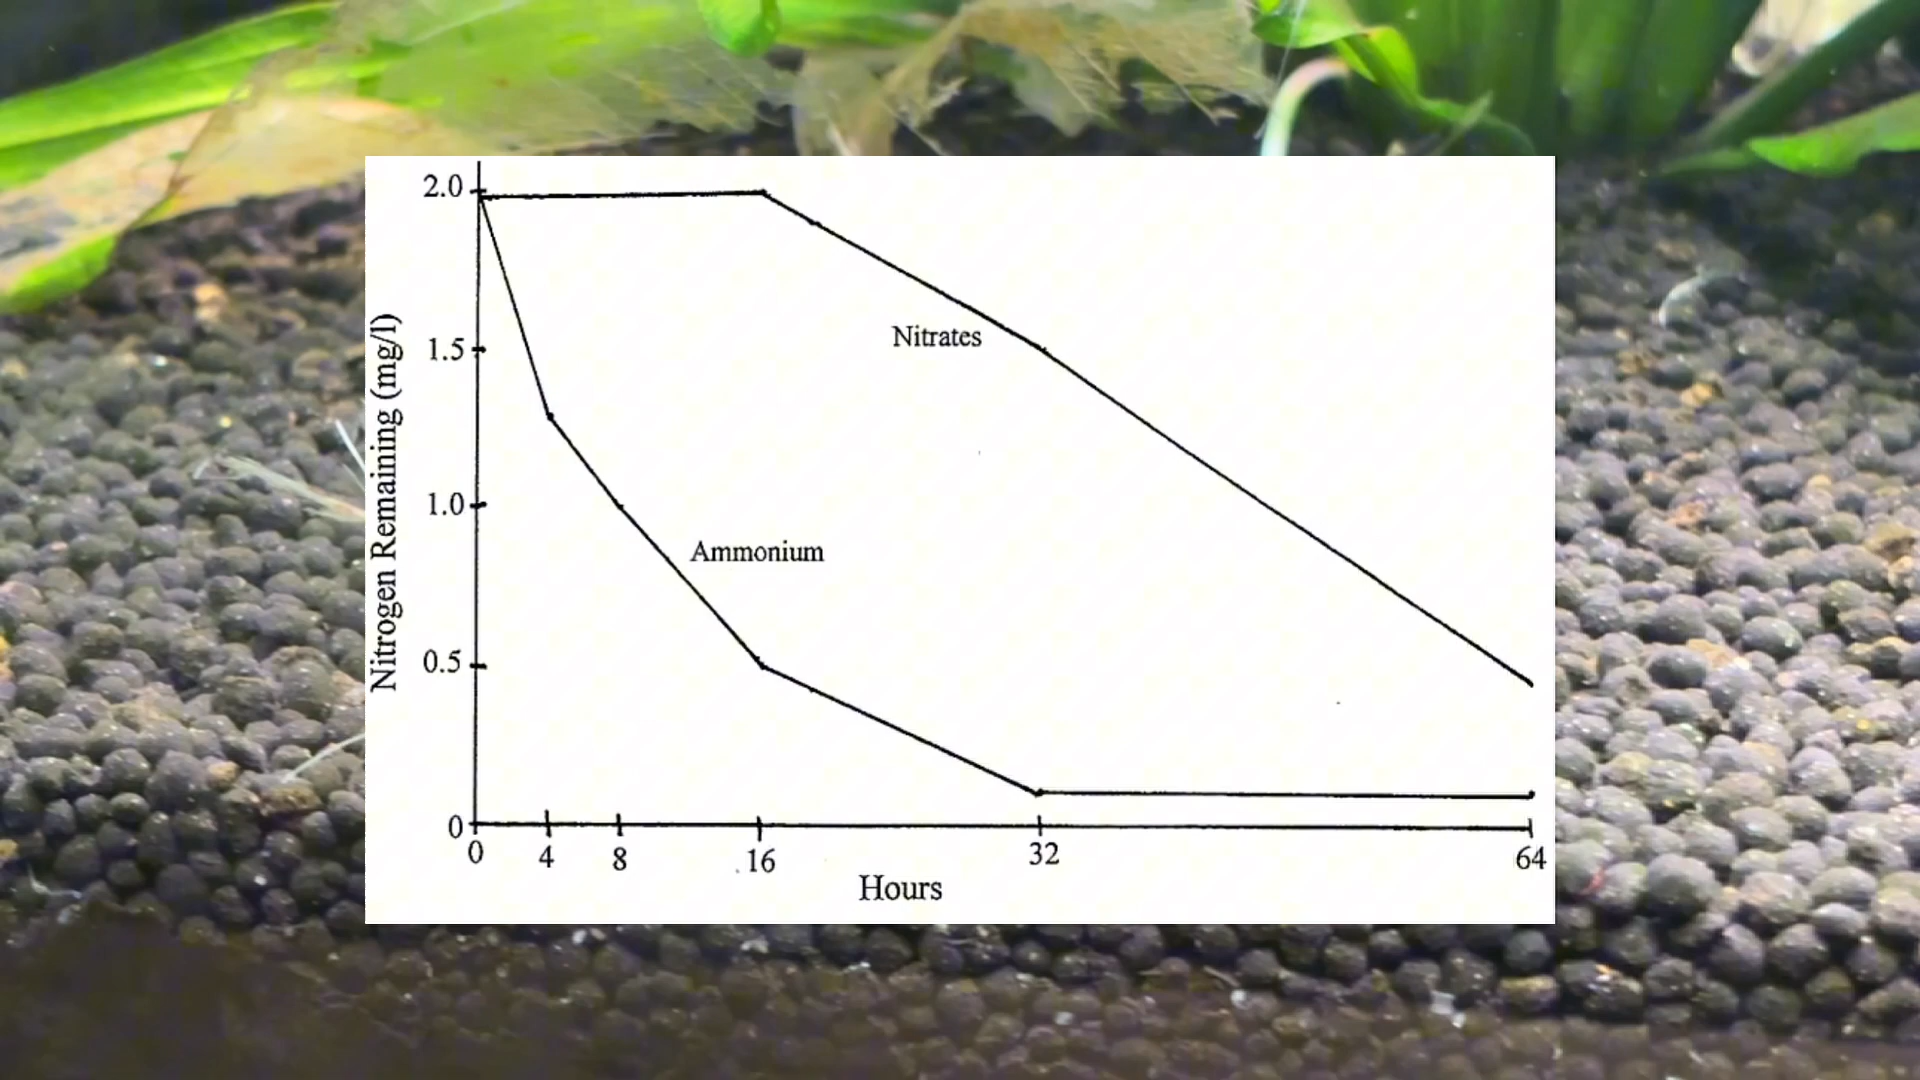 2.0
1.5
1.0
0.5
0
Nitrogen Remaining (mg/l)
Nitrates
Ammonium
0 4 8 16 32 64
Hours